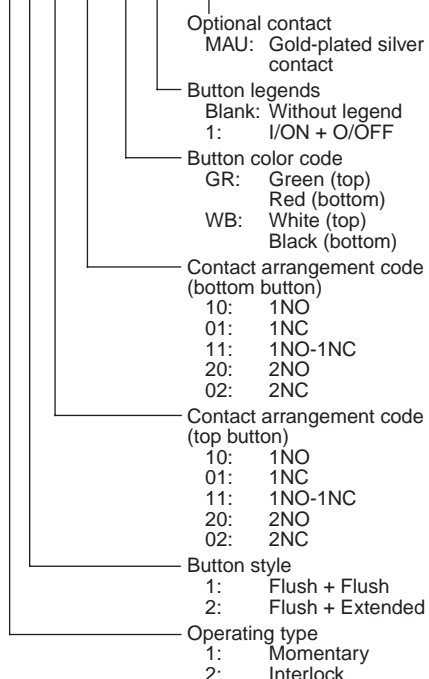 Optional contact
MAU: Gold-plated silver
contact
Button legends
Blank: Without legend
1: I/ON + O/OFF
Button color code
GR: Green (top)
Red (bottom)
WB: White (top)
Black (bottom)
Contact arrangement code
(bottom button)
10: 1NO
01: 1NC
11: 1NO-1NC
20: 2NO
02: 2NC
Contact arrangement code
(top button)
10: 1NO
01: 1NC
11: 1NO-1NC
20: 2NO
02: 2NC
Button style
1: Flush + Flush
2: Flush + Extended
Operating type
1: Momentary
2: Interlock